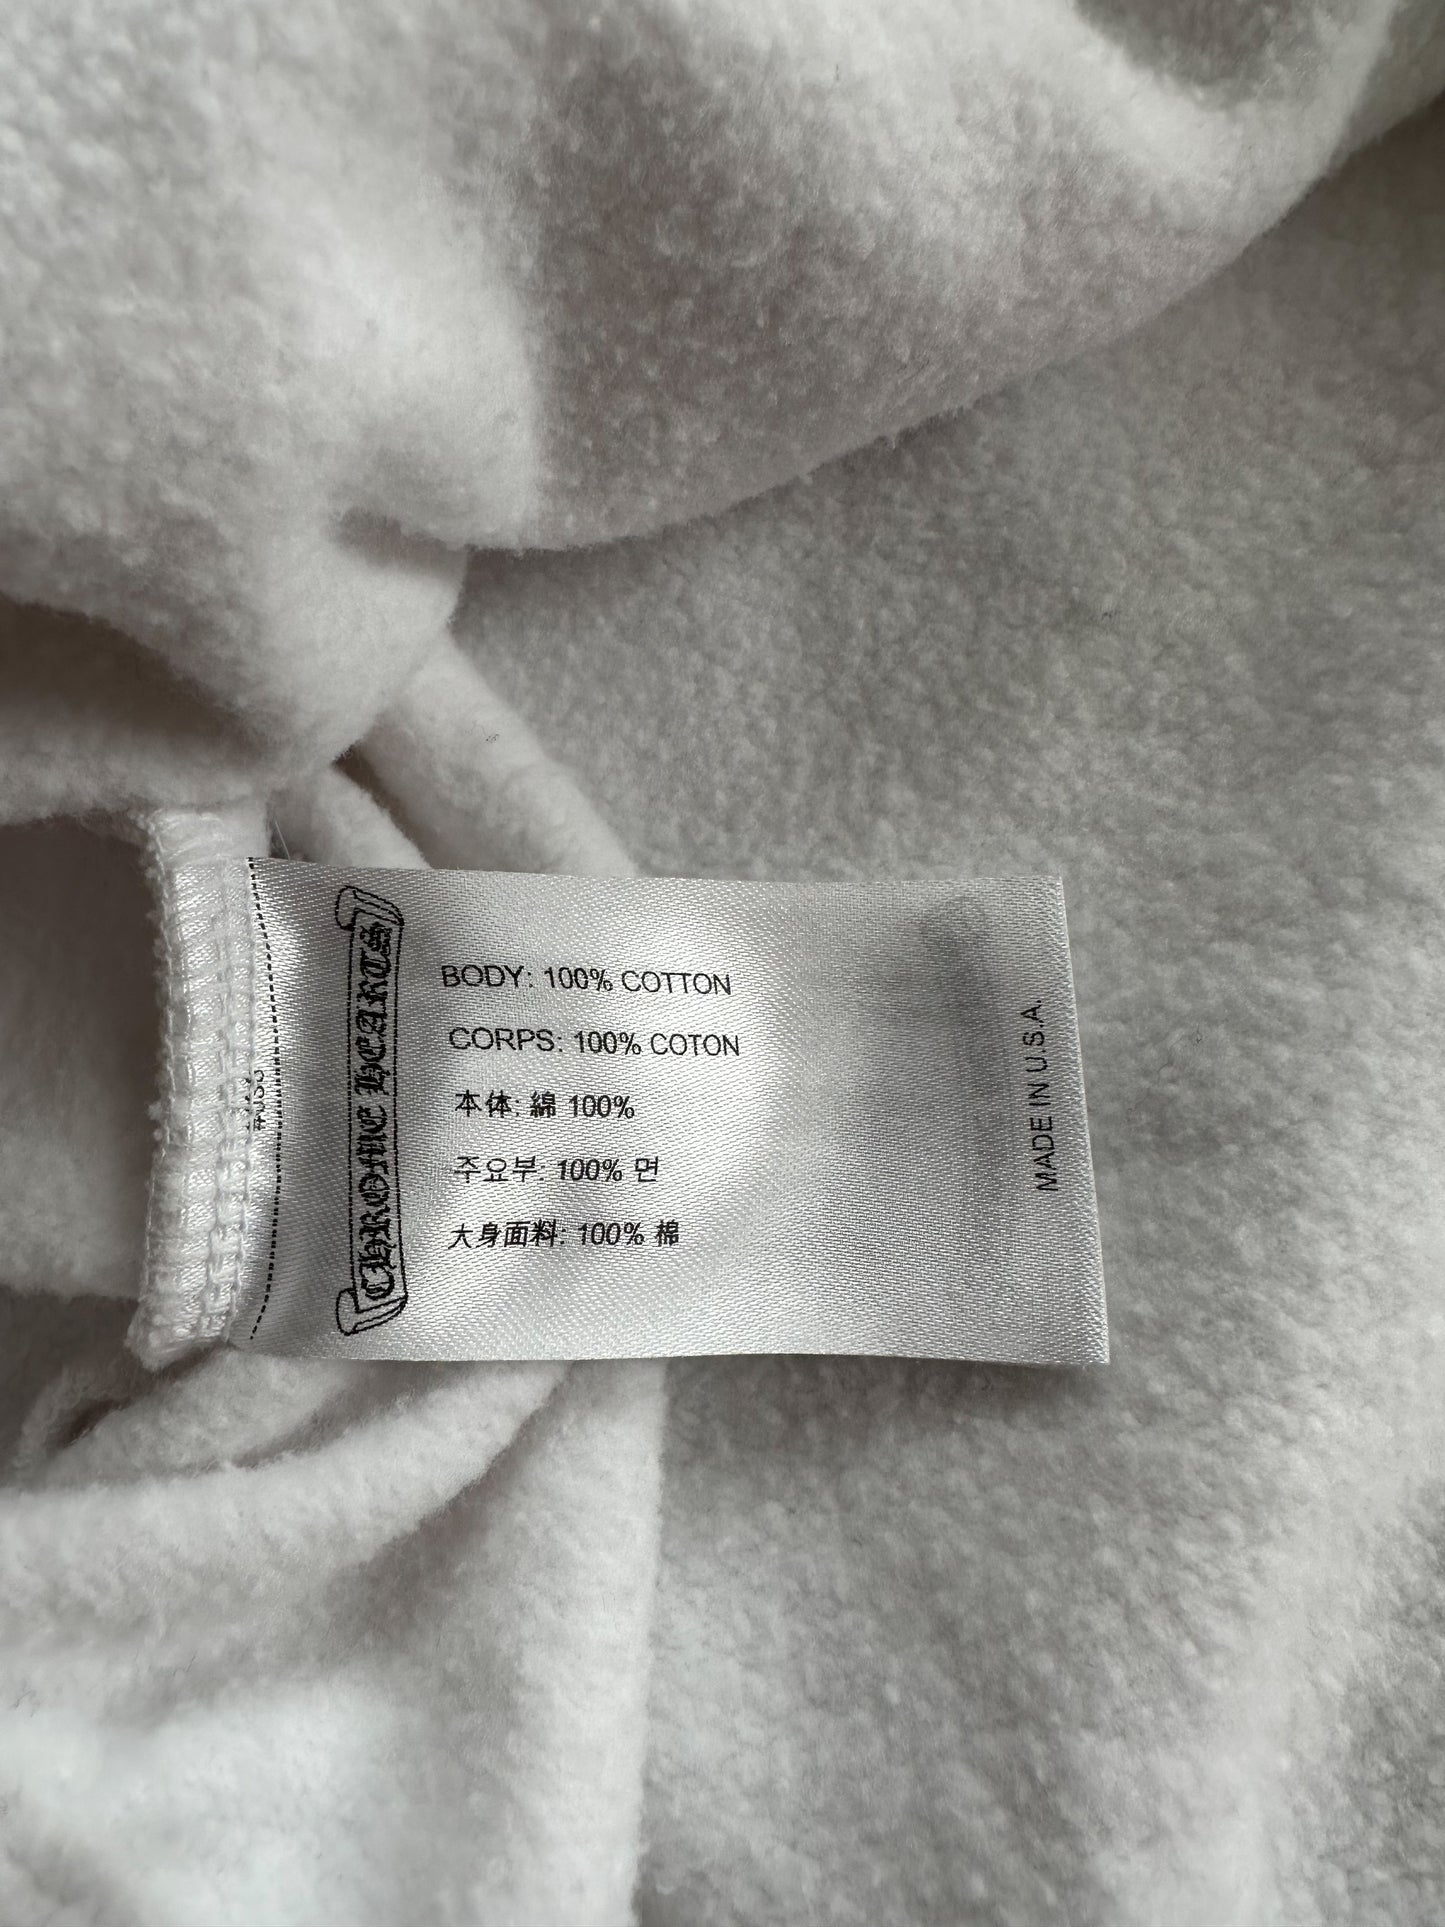 CHROME HEARTS
BODY: 100% COTTON
CORPS: 100% COTON
本体: 綿 100%
주요부: 100% 면
大身面料: 100% 棉
MADE IN U.S.A.